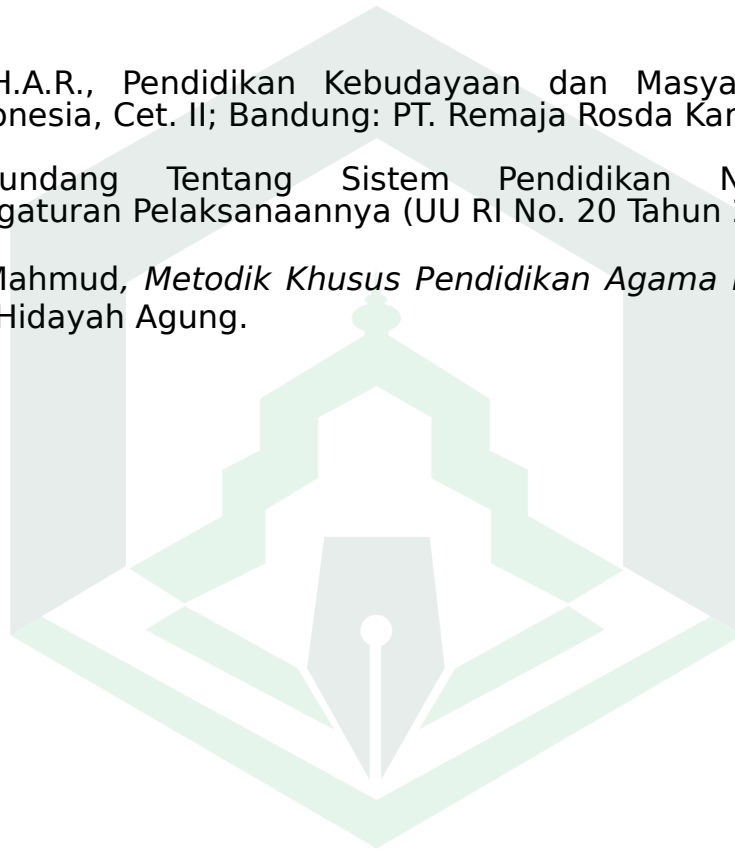 H.A.R., Pendidikan Kebudayaan dan Masya
onesia, Cet. II; Bandung: PT. Remaja Rosda Kar
undang Tentang Sistem Pendidikan N
gaturan Pelaksanaannya (UU RI No. 20 Tahun
Mahmud, Metodik Khusus Pendidikan Agama
Hidayah Agung.